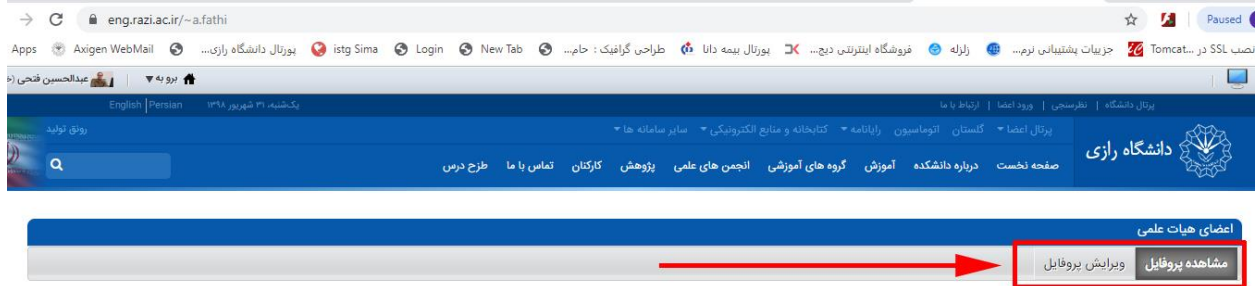 eng.razi.ac.ir/~a.fathi Paused
Apps Axigen WebMail پورتال دانشگاه رازی... istg Sima Login New Tab طراحی گرافیک : حام... پورتال بیمه دانا فروشگاه اینترنتی دیج... زلزله جزییات پشتیبانی نرم... نصب SSL در Tomcat...
برو به عبدالحسین فتحی
پرتال دانشگاه | نظرسنجی | ورود اعضا | ارتباط با ما یکشنبه، ۳۱ شهریور ۱۳۹۸ English | Persian
پرتال اعضا گلستان اتوماسیون رایانامه کتابخانه و منابع الکترونیکی سایر سامانه ها رونق تولید
دانشگاه رازی
صفحه نخست درباره دانشکده آموزش گروه های آموزشی انجمن های علمی پژوهش کارکنان تماس با ما طرح درس
اعضای هیات علمی
مشاهده پروفایل ویرایش پروفایل